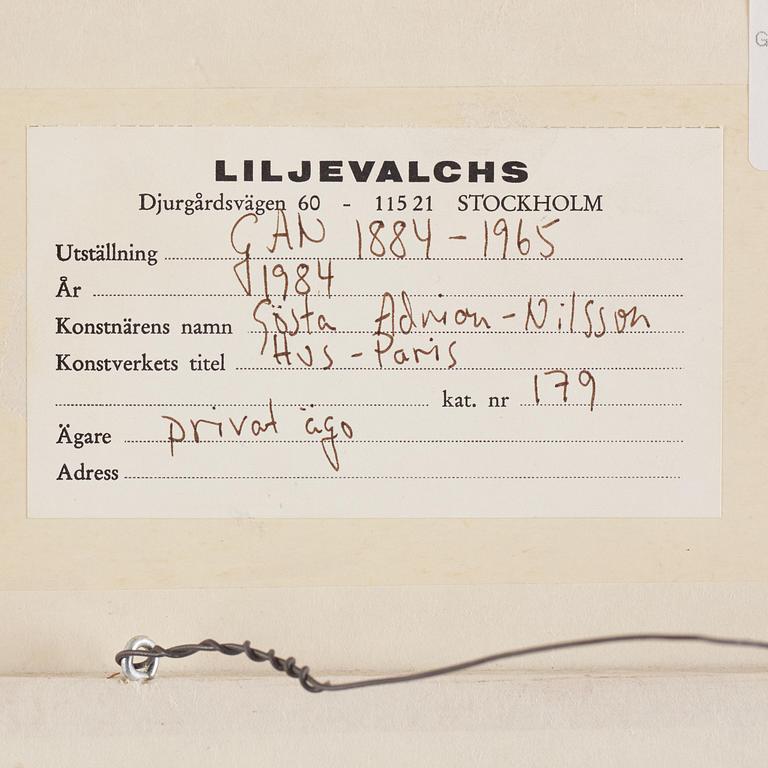 LILJEVALCHS
Djurgårdsvägen 60 - 115 21 STOCKHOLM
Utställning GAN 1884-1965
År 1984
Konstnärens namn Gösta Adrian-Nilsson
Konstverkets titel Hus-Paris
kat. nr 179
Ägare privat ägo
Adress
G